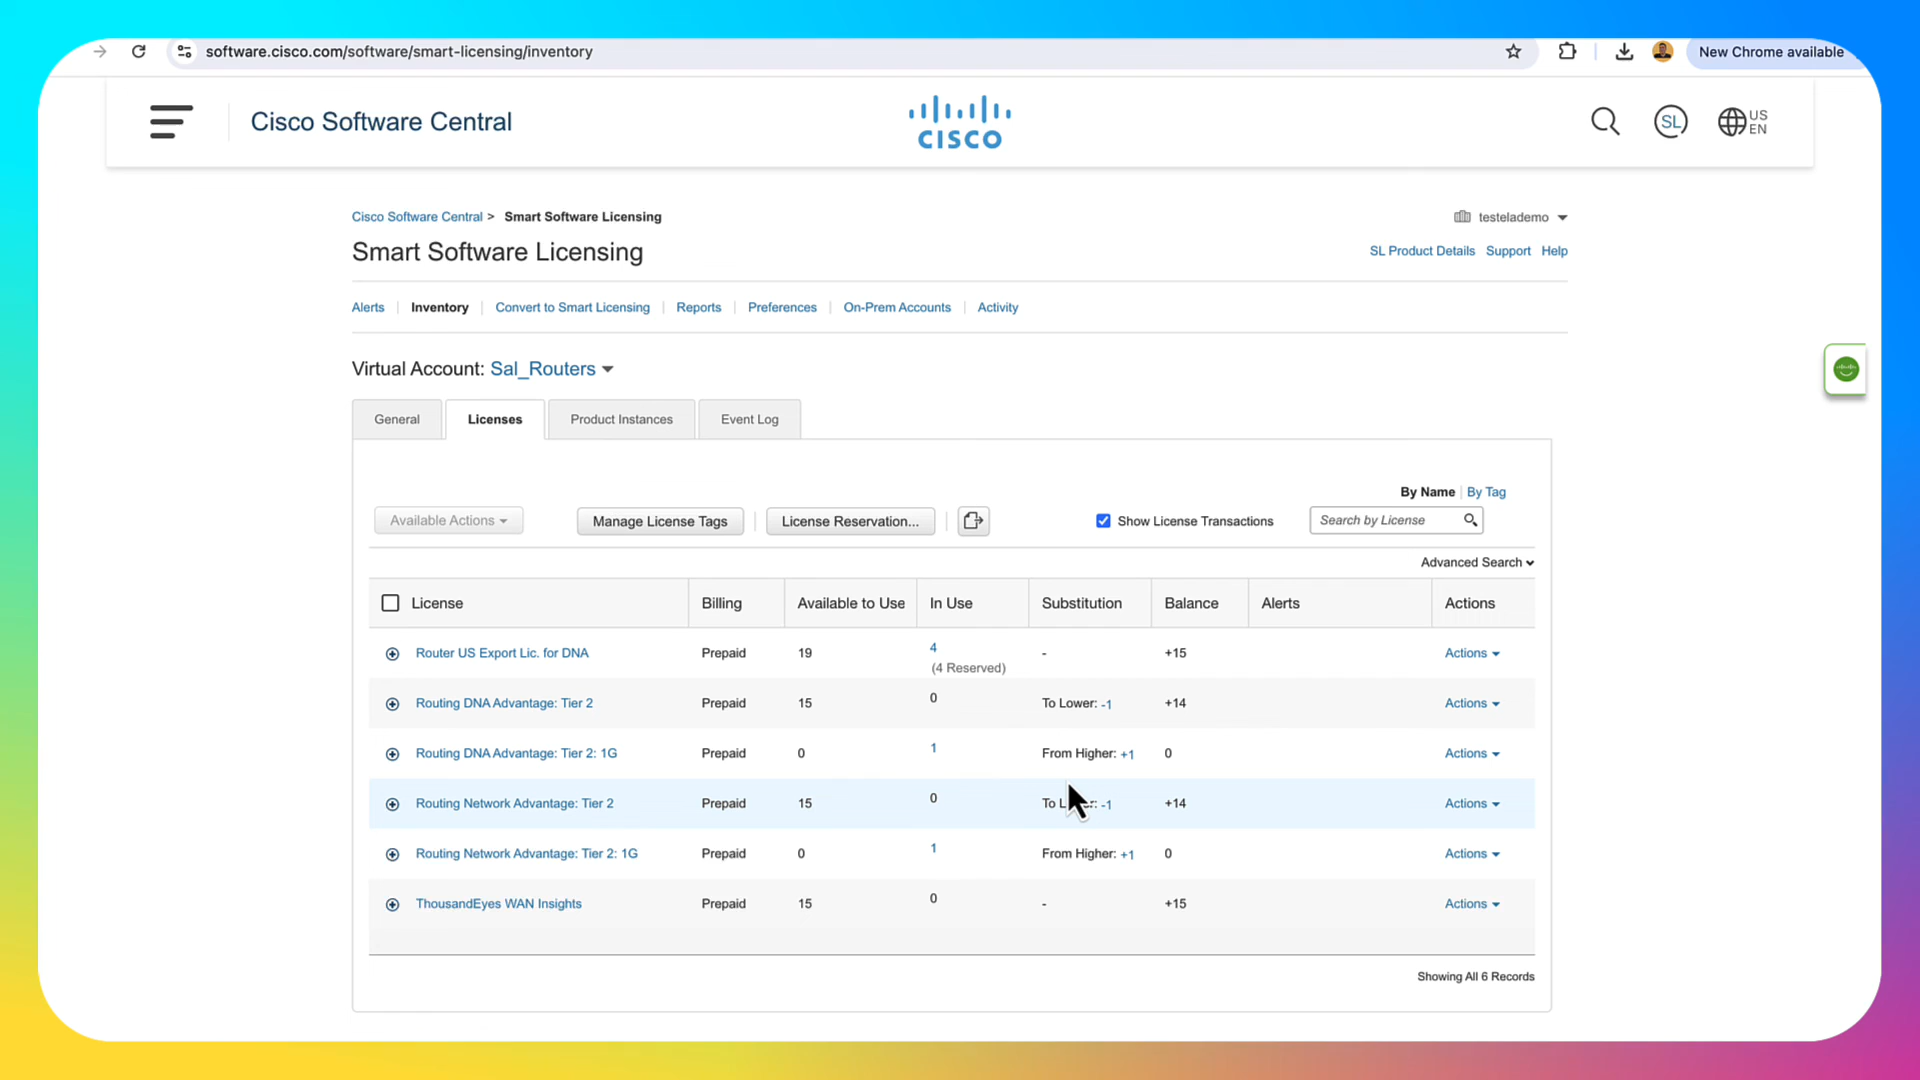 software.cisco.com/software/smart-licensing/inventory
New Chrome available
Cisco Software Central
CISCO
SL
US
EN
Cisco Software Central > Smart Software Licensing
testelademo
Smart Software Licensing
SL Product Details Support Help
Alerts | Inventory | Convert to Smart Licensing | Reports | Preferences | On-Prem Accounts | Activity
Virtual Account: Sal_Routers
General Licenses Product Instances Event Log
By Name | By Tag
Available Actions Manage License Tags | License Reservation... | Show License Transactions Search by License
Advanced Search
License Billing Available to Use In Use Substitution Balance Alerts Actions
Router US Export Lic. for DNA Prepaid 19 4 - +15 Actions
(4 Reserved)
Routing DNA Advantage: Tier 2 Prepaid 15 0 To Lower: -1 +14 Actions
Routing DNA Advantage: Tier 2: 1G Prepaid 0 1 From Higher: +1 0 Actions
Routing Network Advantage: Tier 2 Prepaid 15 0 To -1 +14 Actions
Routing Network Advantage: Tier 2: 1G Prepaid 0 1 From Higher: +1 0 Actions
ThousandEyes WAN Insights Prepaid 15 0 - +15 Actions
Showing All 6 Records